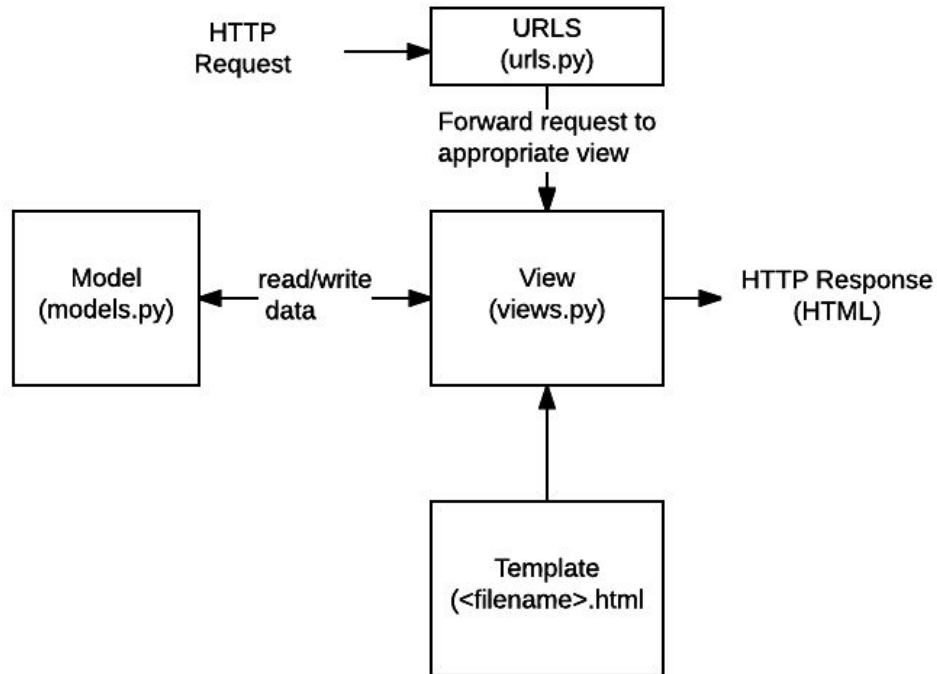 HTTP
Request
URLS
(urls.py)
Forward request to
appropriate view
Model
(models.py)
read/write
data
View
(views.py)
HTTP Response
(HTML)
Template
(<filename>.html